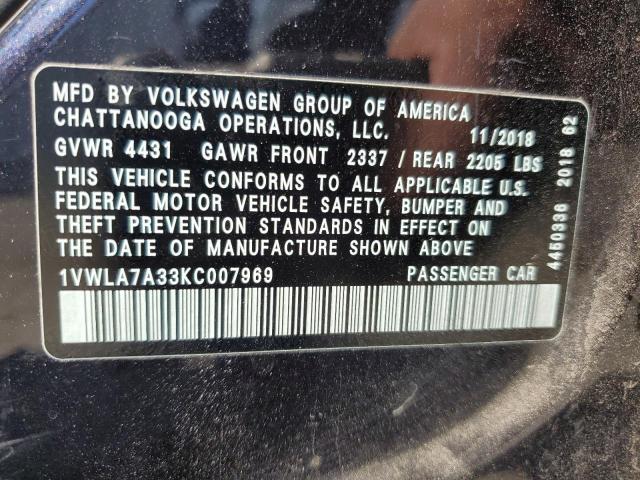 MFD BY VOLKSWAGEN GROUP OF AMERICA
CHATTANOOGA OPERATIONS, LLC. 11/2018
GVWR 4431 GAWR FRONT 2337 / REAR 2205 LBS
THIS VEHICLE CONFORMS TO ALL APPLICABLE U.S.
FEDERAL MOTOR VEHICLE SAFETY, BUMPER AND
THEFT PREVENTION STANDARDS IN EFFECT ON
THE DATE OF MANUFACTURE SHOWN ABOVE
1VWLA7A33KC007969 PASSENGER CAR
4450336 2018 62